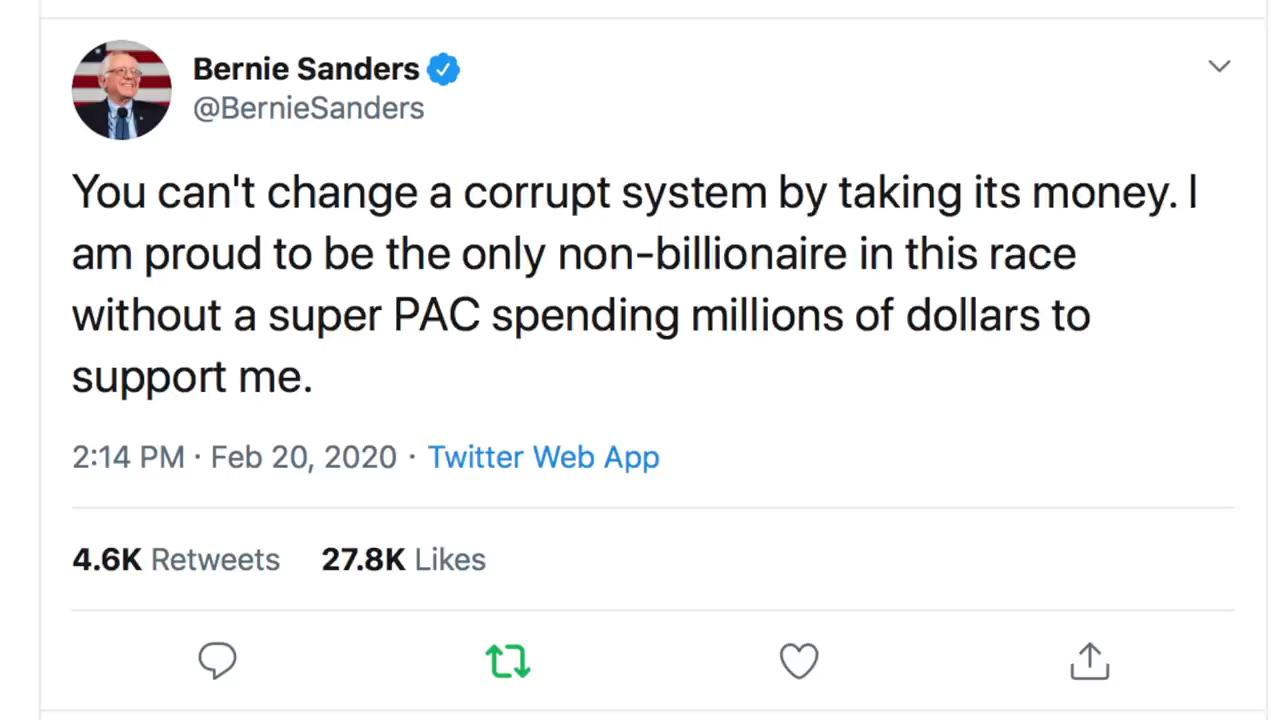 Bernie Sanders
@BernieSanders
You can't change a corrupt system by taking its money. I
am proud to be the only non-billionaire in this race
without a super PAC spending millions of dollars to
support me.
2:14 PM · Feb 20, 2020 · Twitter Web App
4.6K Retweets 27.8K Likes